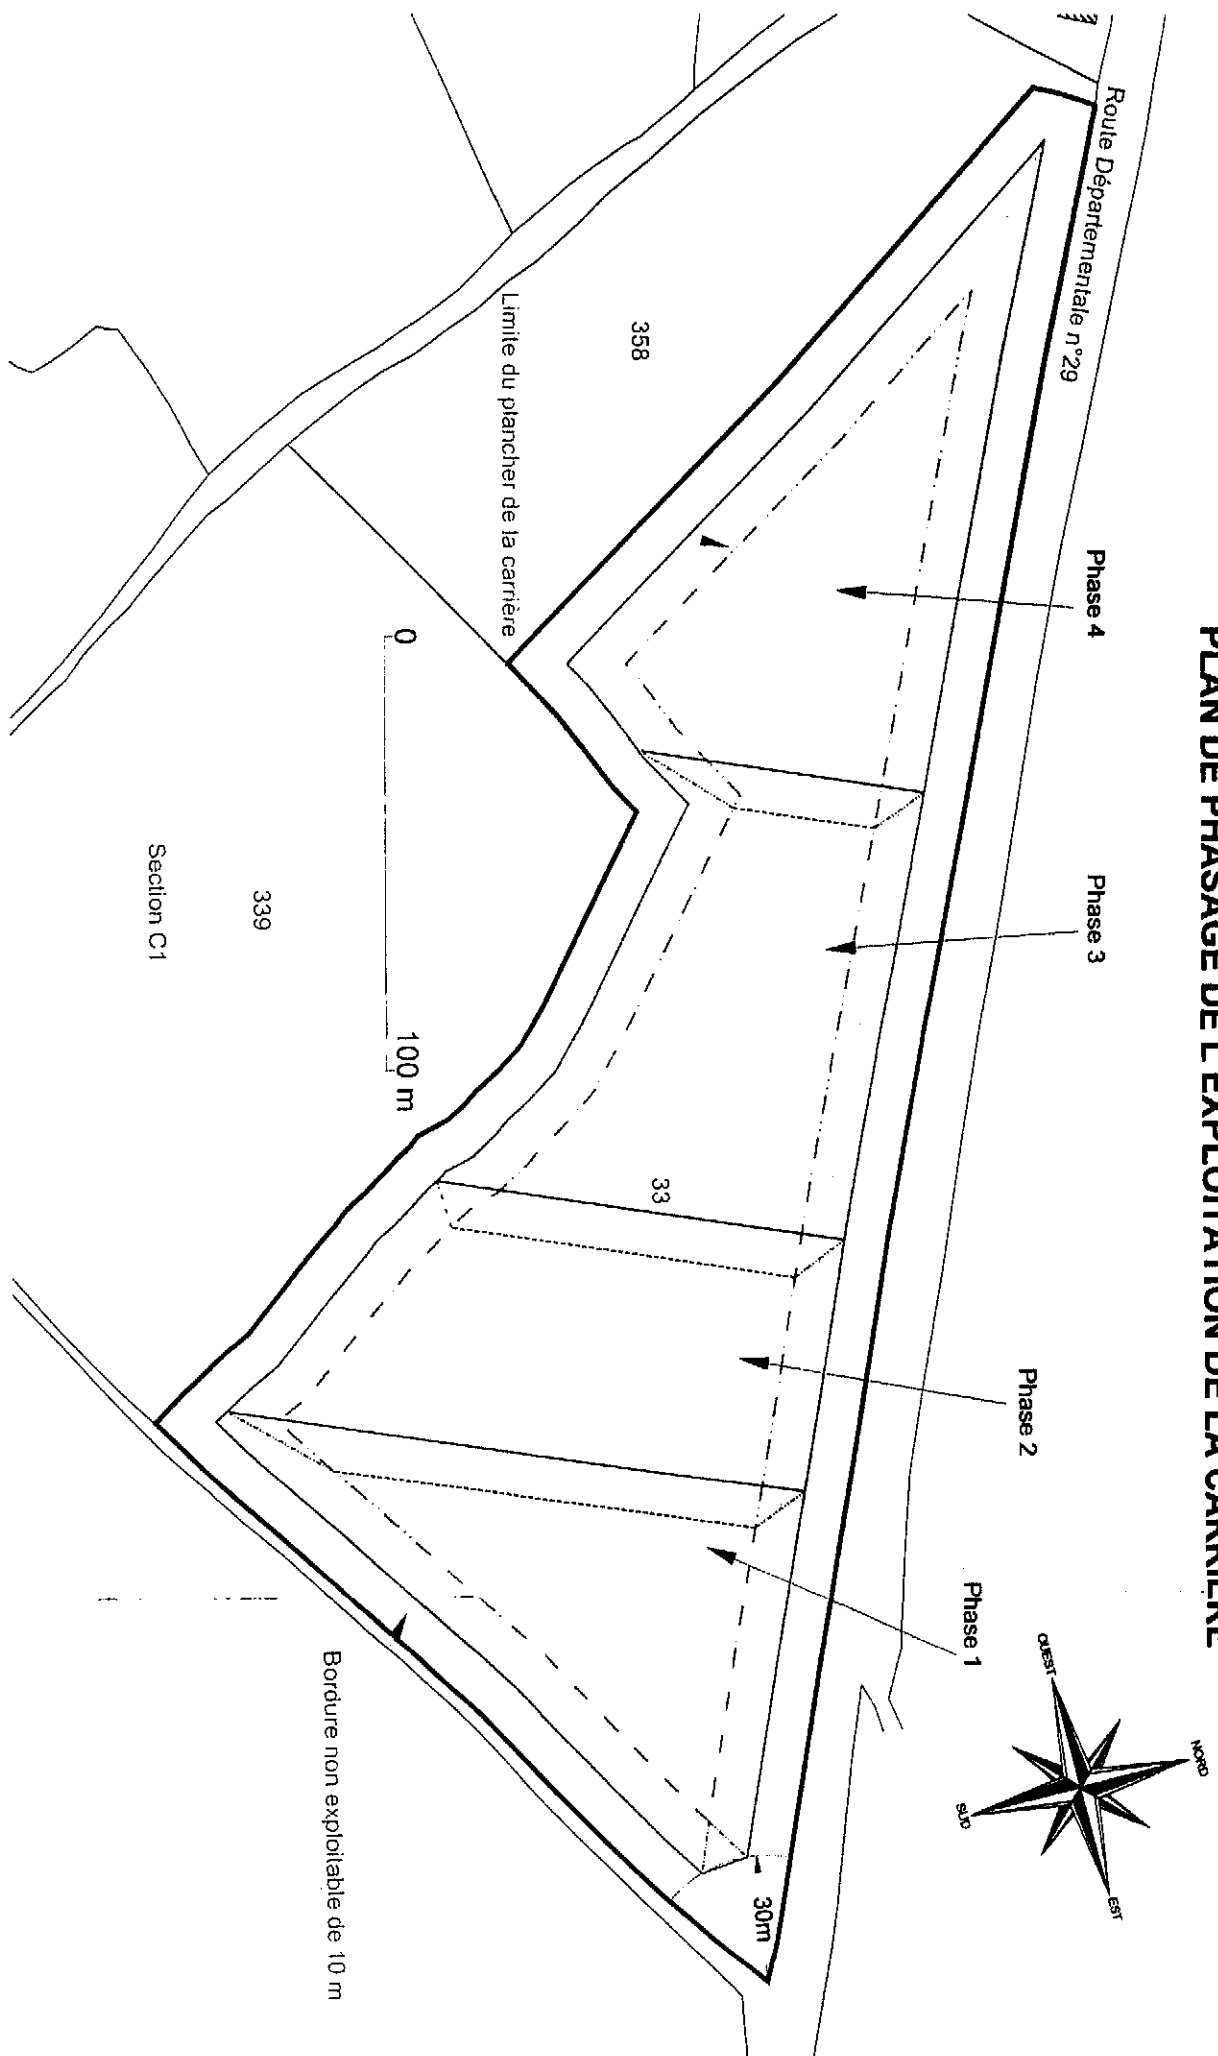 PLAN DE PHASAGE DE L'EXPLOITATION DE LA CARRIERE
Route Départementale n°29
Phase 4
Phase 3
Phase 2
Phase 1
358
Limite du plancher de la carrière
0
100 m
33
339
Section C1
30m
Bordure non exploitable de 10 m
NORD
OUEST
EST
SUD